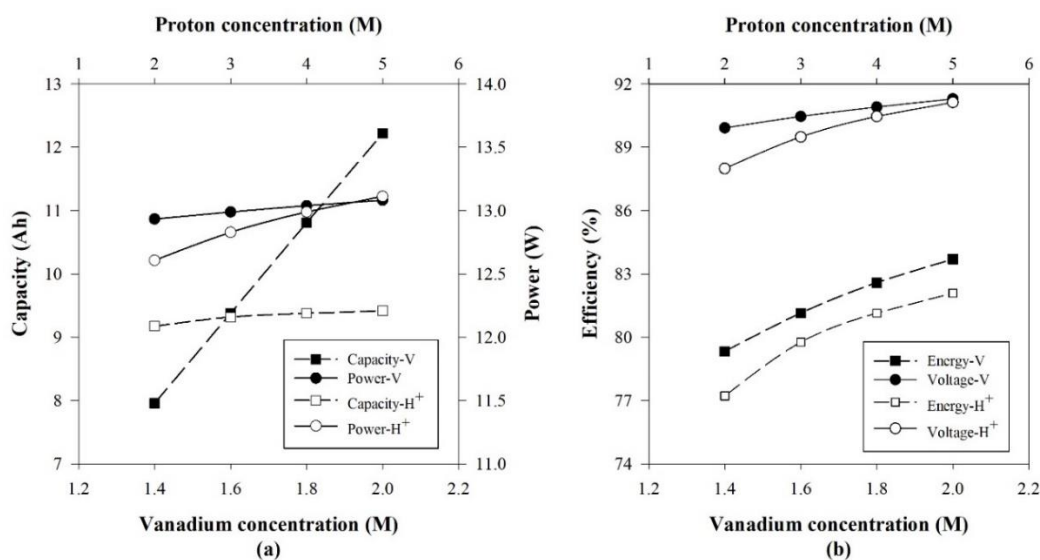 Proton concentration (M)
1 2 3 4 5 6
13 14.0
12 13.5
11 13.0
10 12.5
9 12.0
8 11.5
7 11.0
Capacity (Ah)
Power (W)
Capacity-V
Power-V
Capacity-H+
Power-H+
1.2 1.4 1.6 1.8 2.0 2.2
Vanadium concentration (M)
(a)
Proton concentration (M)
1 2 3 4 5 6
92
89
86
83
80
77
74
Efficiency (%)
Energy-V
Voltage-V
Energy-H+
Voltage-H+
1.2 1.4 1.6 1.8 2.0 2.2
Vanadium concentration (M)
(b)